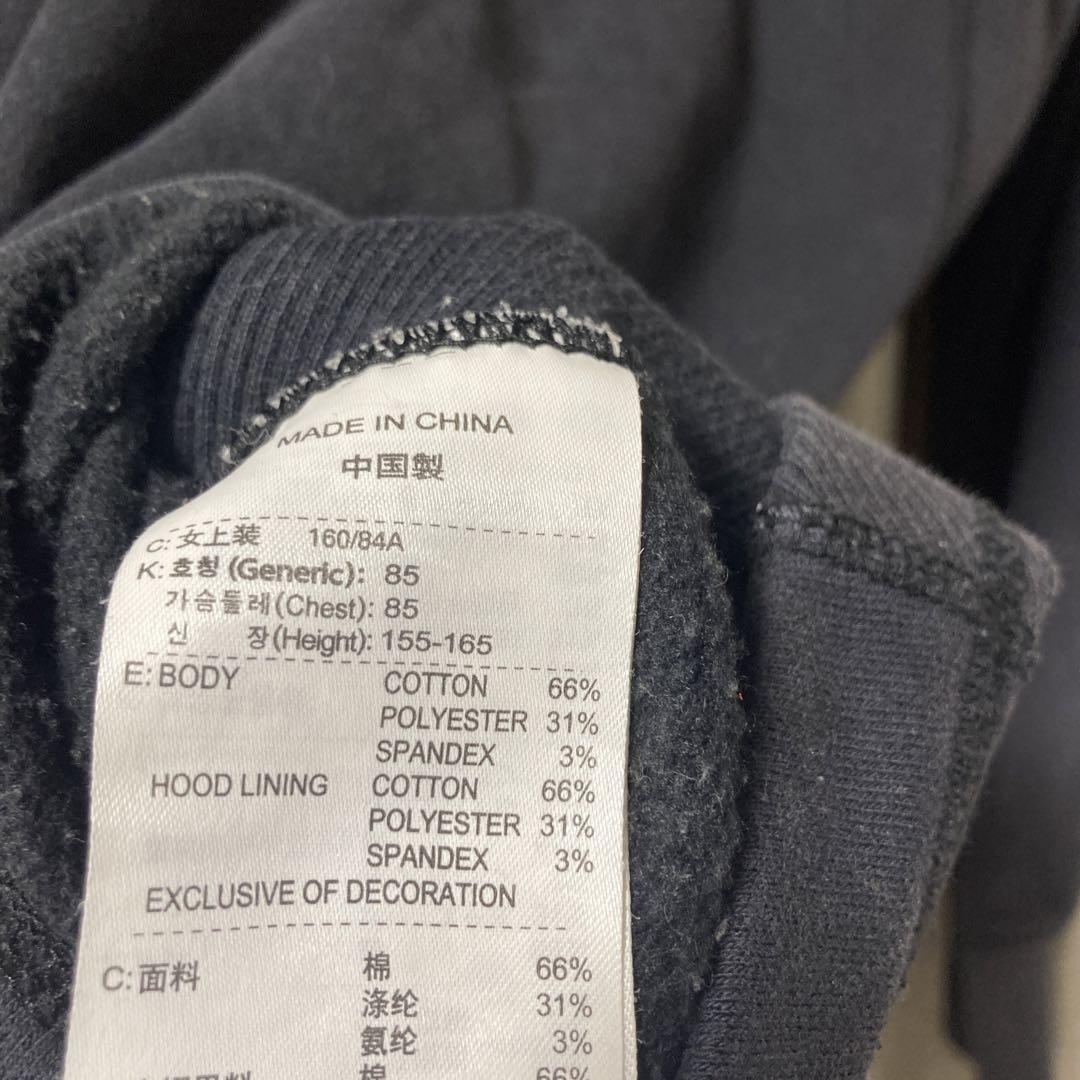 MADE IN CHINA
中国製
C: 女上装 160/84A
K: 호칭 (Generic): 85
가슴둘레(Chest): 85
신 장(Height): 155-165
E: BODY COTTON 66%
POLYESTER 31%
SPANDEX 3%
HOOD LINING COTTON 66%
POLYESTER 31%
SPANDEX 3%
EXCLUSIVE OF DECORATION
C: 面料 棉 66%
涤纶 31%
氨纶 3%
棉 66%